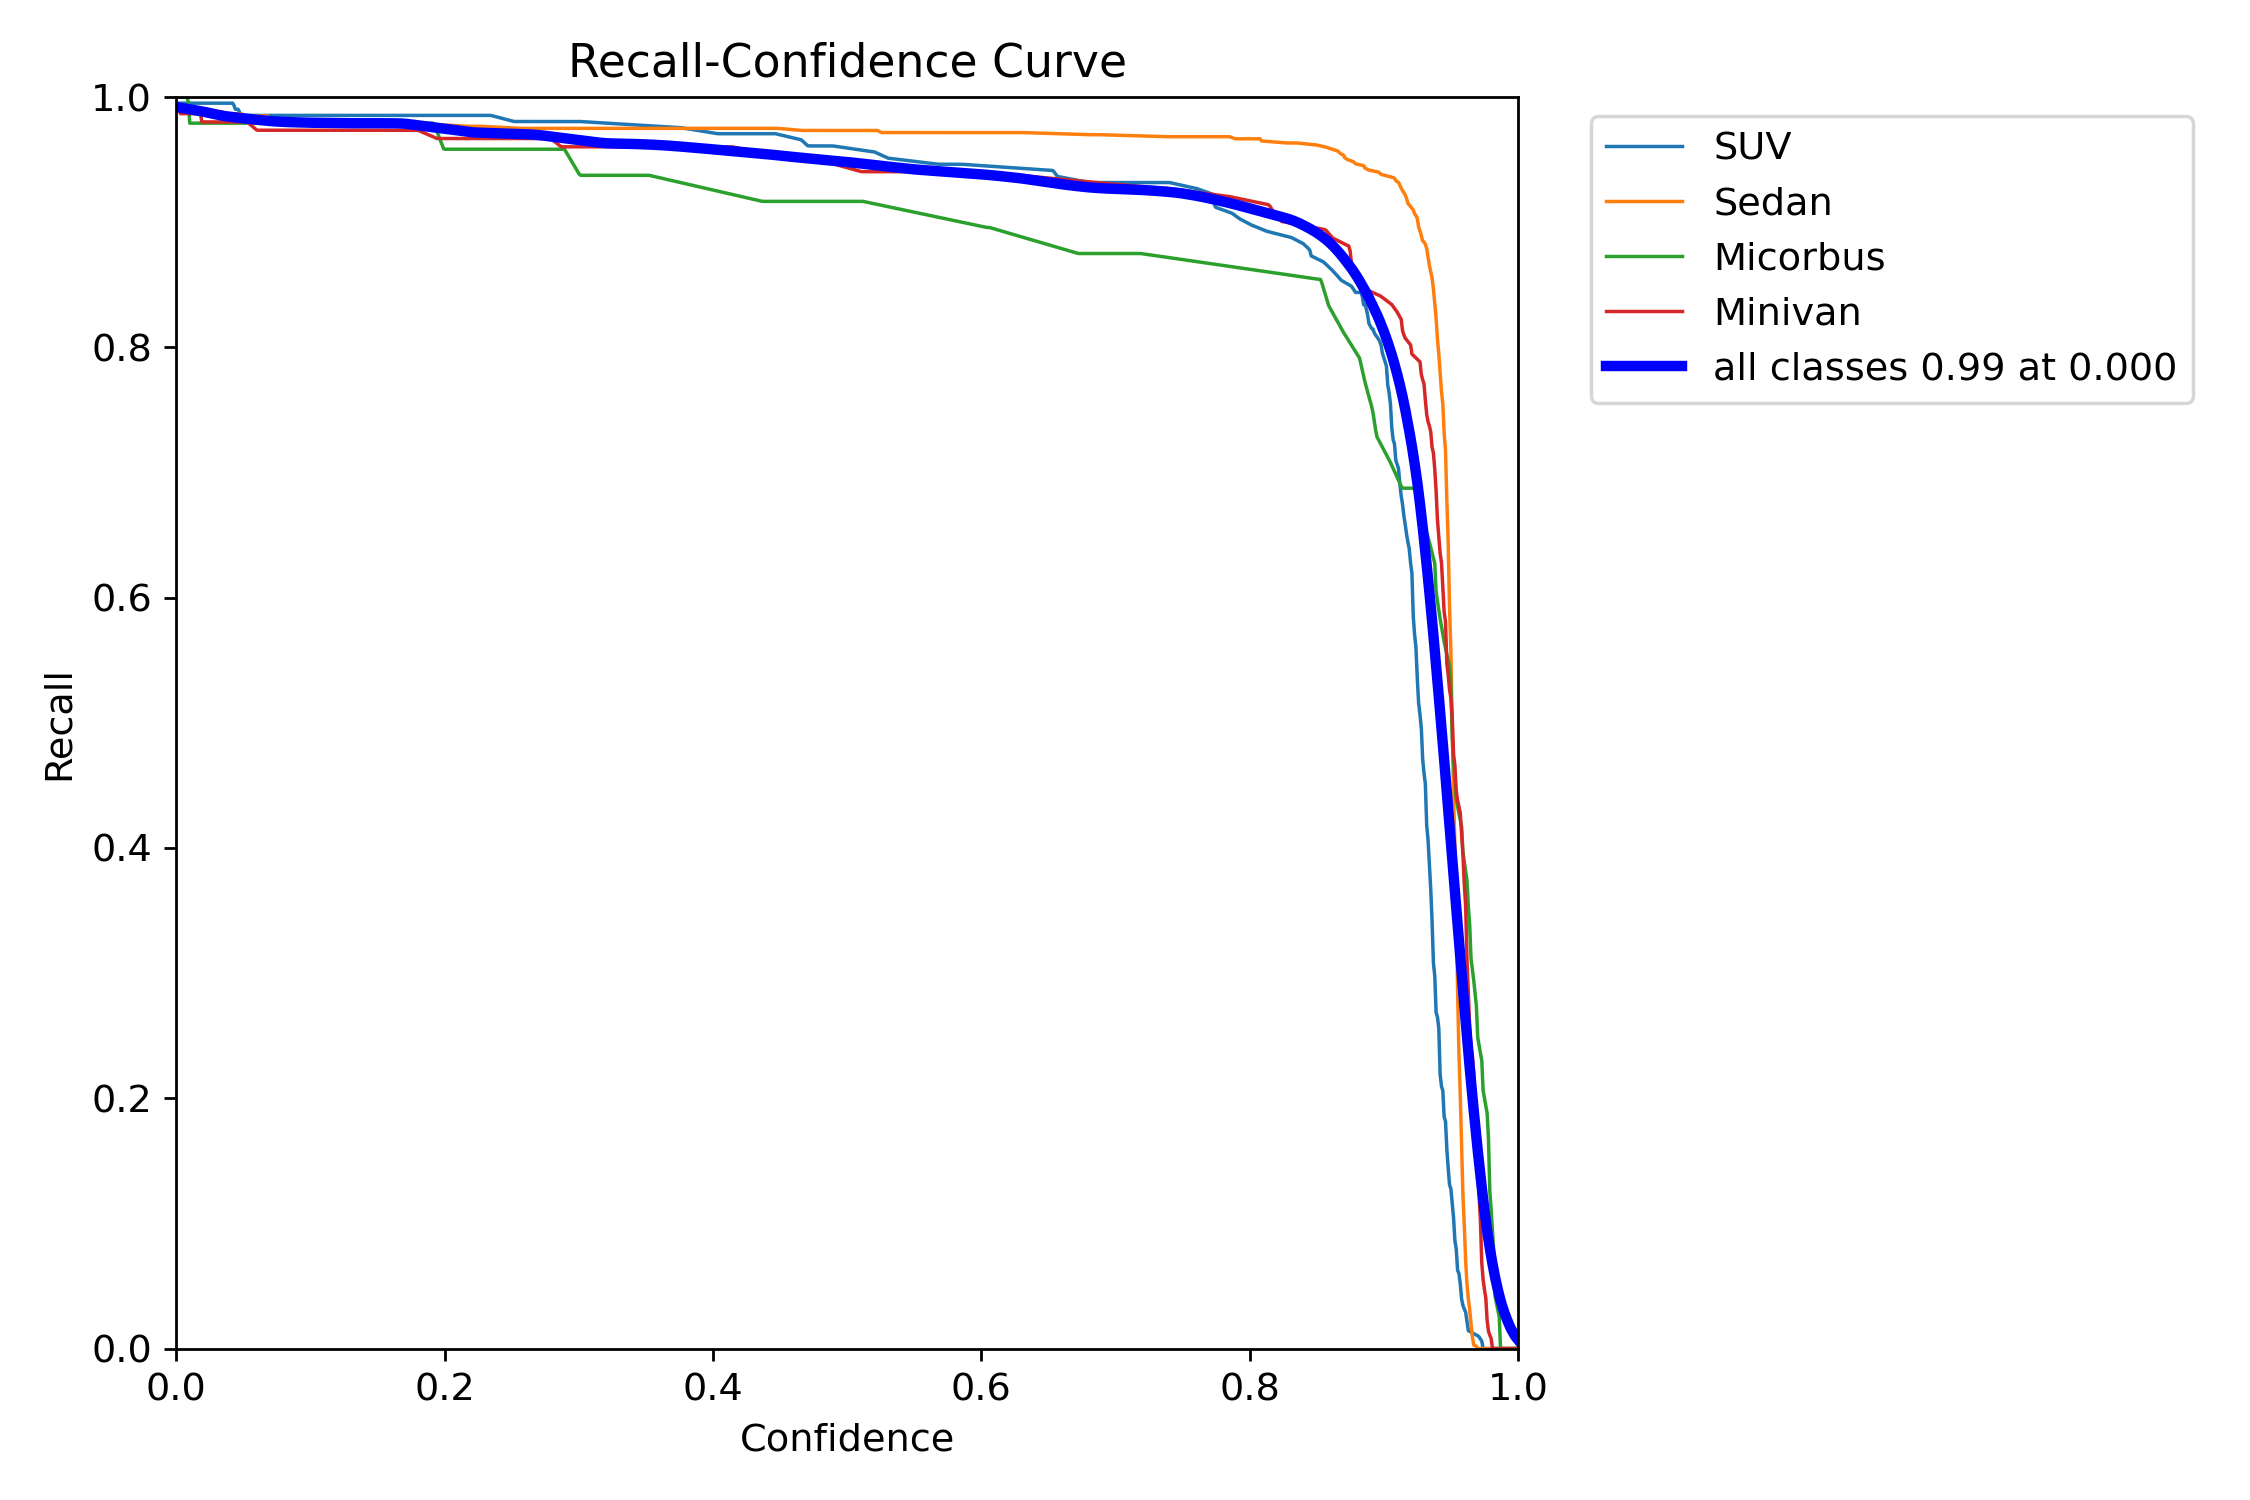 Recall-Confidence Curve
1.0
0.8
0.6
0.4
0.2
0.0
Recall
0.0 0.2 0.4 0.6 0.8 1.0
Confidence
SUV
Sedan
Micorbus
Minivan
all classes 0.99 at 0.000